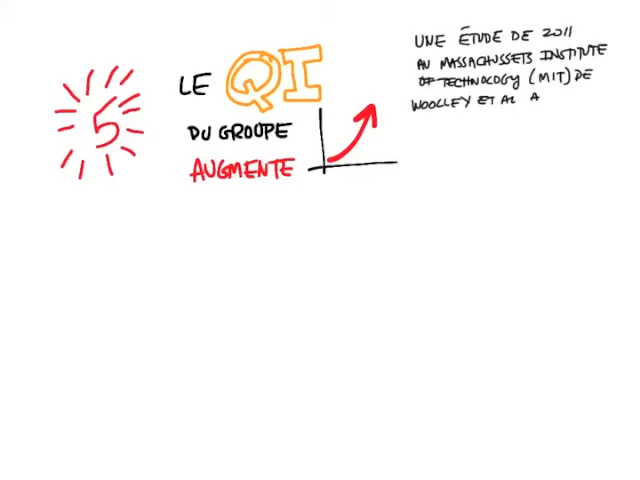 5
LE QI
DU GROUPE
AUGMENTE
UNE ÉTUDE DE 2011
AU MASSACHUSSETS INSTITUTE
OF TECHNOLOGY (MIT) DE
WOOLLEY ET AL A